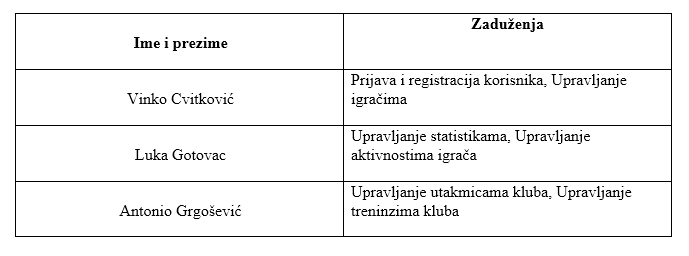 Ime i prezime
Zaduženja
Vinko Cvitković
Prijava i registracija korisnika, Upravljanje
igračima
Luka Gotovac
Upravljanje statistikama, Upravljanje
aktivnostima igrača
Antonio Grgošević
Upravljanje utakmicama kluba, Upravljanje
treninzima kluba